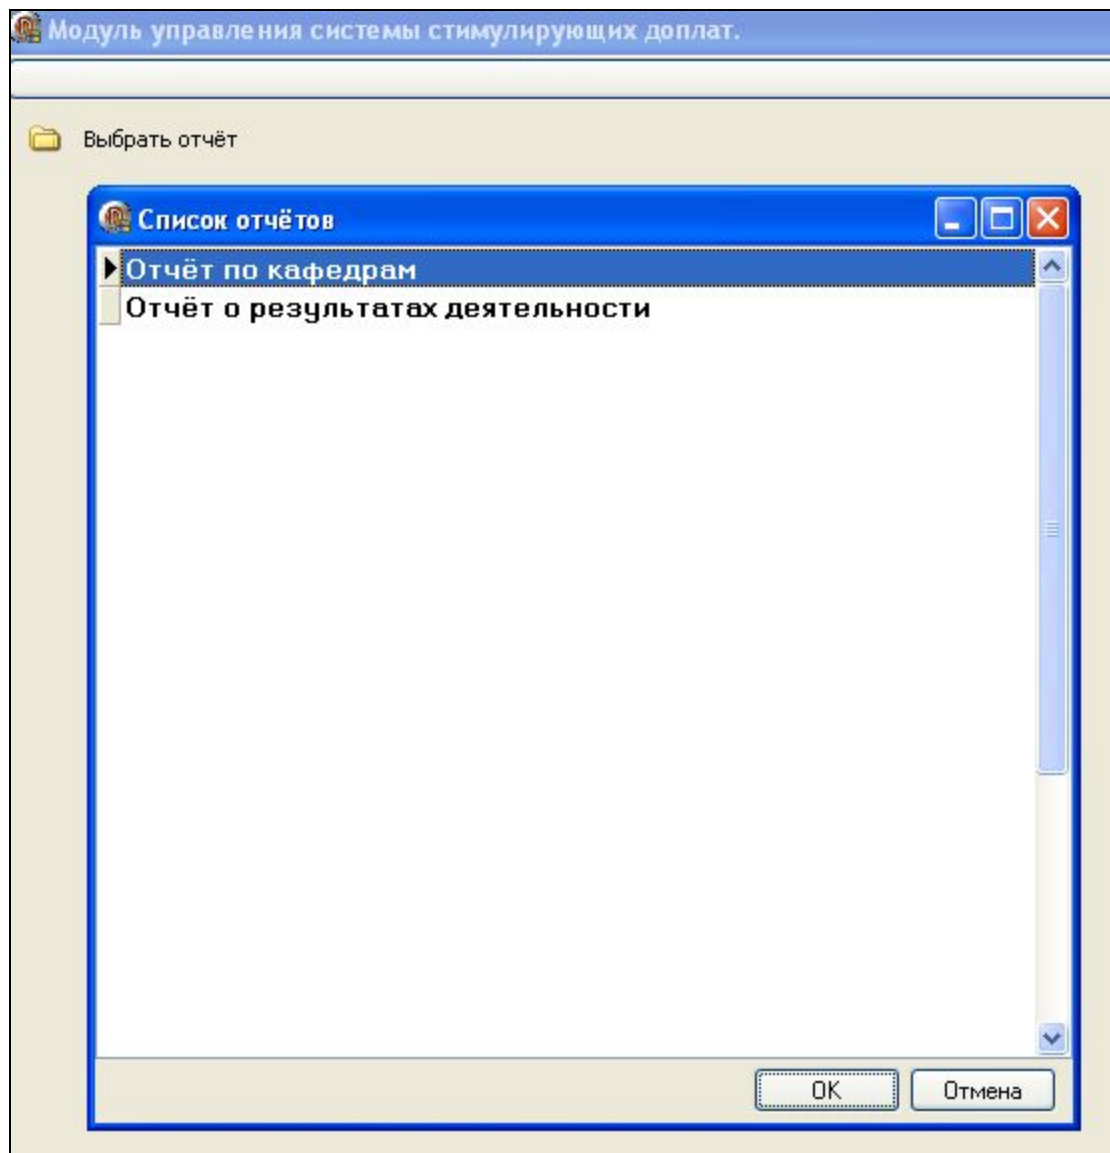 Модуль управления системы стимулирующих доплат.
Выбрать отчёт
Список отчётов
Отчёт по кафедрам
Отчёт о результатах деятельности
OK
Отмена